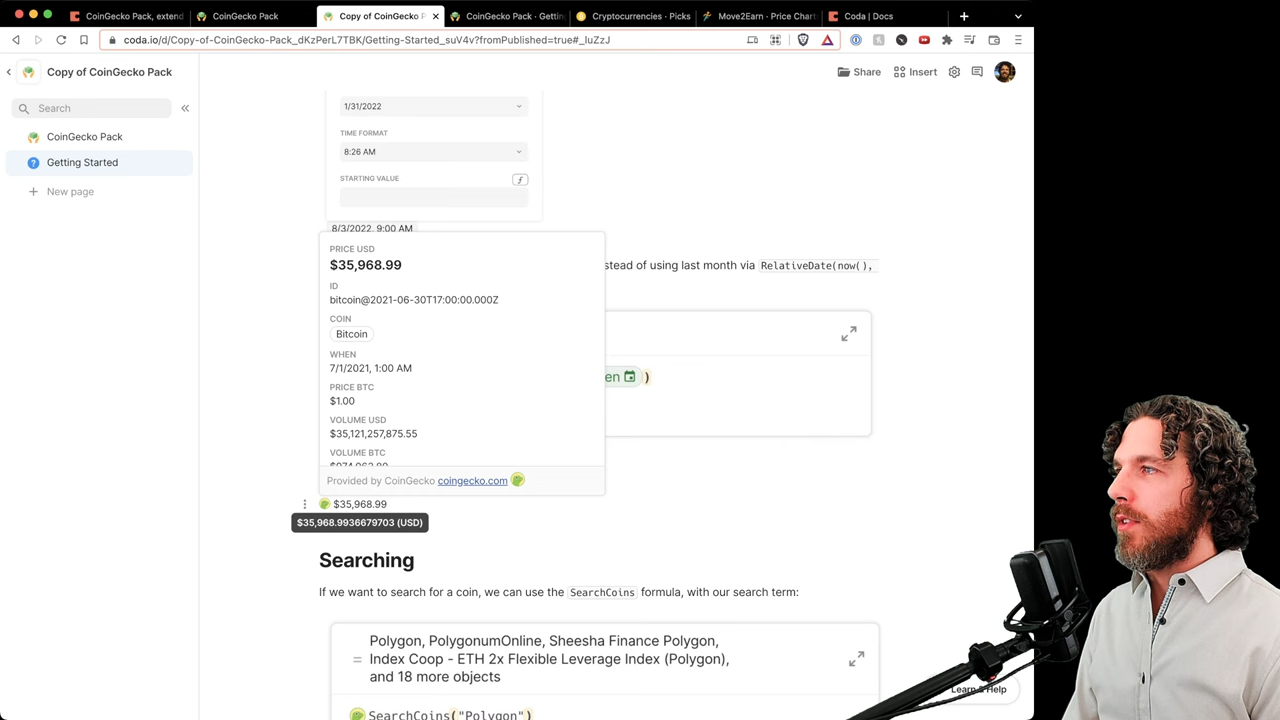 CoinGecko Pack, extend
CoinGecko Pack
Copy of CoinGecko P
CoinGecko Pack - Gettin
Cryptocurrencies - Picks
Move2Earn - Price Chart
Coda | Docs
coda.io/d/Copy-of-CoinGecko-Pack_dKzPerL7TBK/Getting-Started_suV4v?fromPublished=true#_luZzJ
Copy of CoinGecko Pack
Share
Insert
Search
CoinGecko Pack
Getting Started
New page
1/31/2022
TIME FORMAT
8:26 AM
STARTING VALUE
8/3/2022, 9:00 AM
PRICE USD
$35,968.99
stead of using last month via RelativeDate(now(),
ID
bitcoin@2021-06-30T17:00:00.000Z
COIN
Bitcoin
WHEN
7/1/2021, 1:00 AM
en )
PRICE BTC
$1.00
VOLUME USD
$35,121,257,875.55
VOLUME BTC
Provided by CoinGecko coingecko.com
$35,968.99
$35,968.9936679703 (USD)
Searching
If we want to search for a coin, we can use the SearchCoins formula, with our search term:
= Polygon, PolygonumOnline, Sheesha Finance Polygon,
Index Coop - ETH 2x Flexible Leverage Index (Polygon),
and 18 more objects
SearchCoins("Polygon")
Help